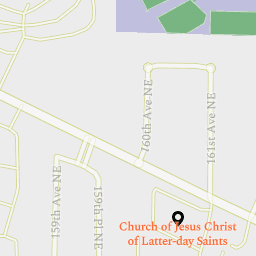 160th Ave NE
161st Ave NE
159th Ave NE
159th Pl NE
Church of Jesus Christ
of Latter-day Saints